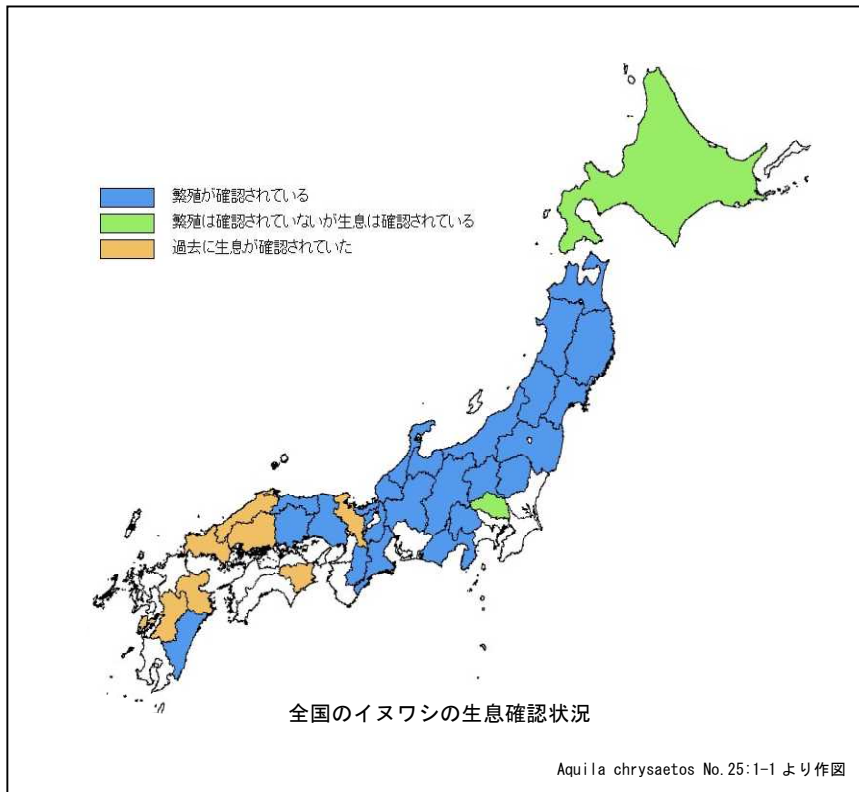 繁殖が確認されている
繁殖は確認されていないが生息は確認されている
過去に生息が確認されていた
全国のイヌワシの生息確認状況
Aquila chrysaetos No.25:1-1 より作図